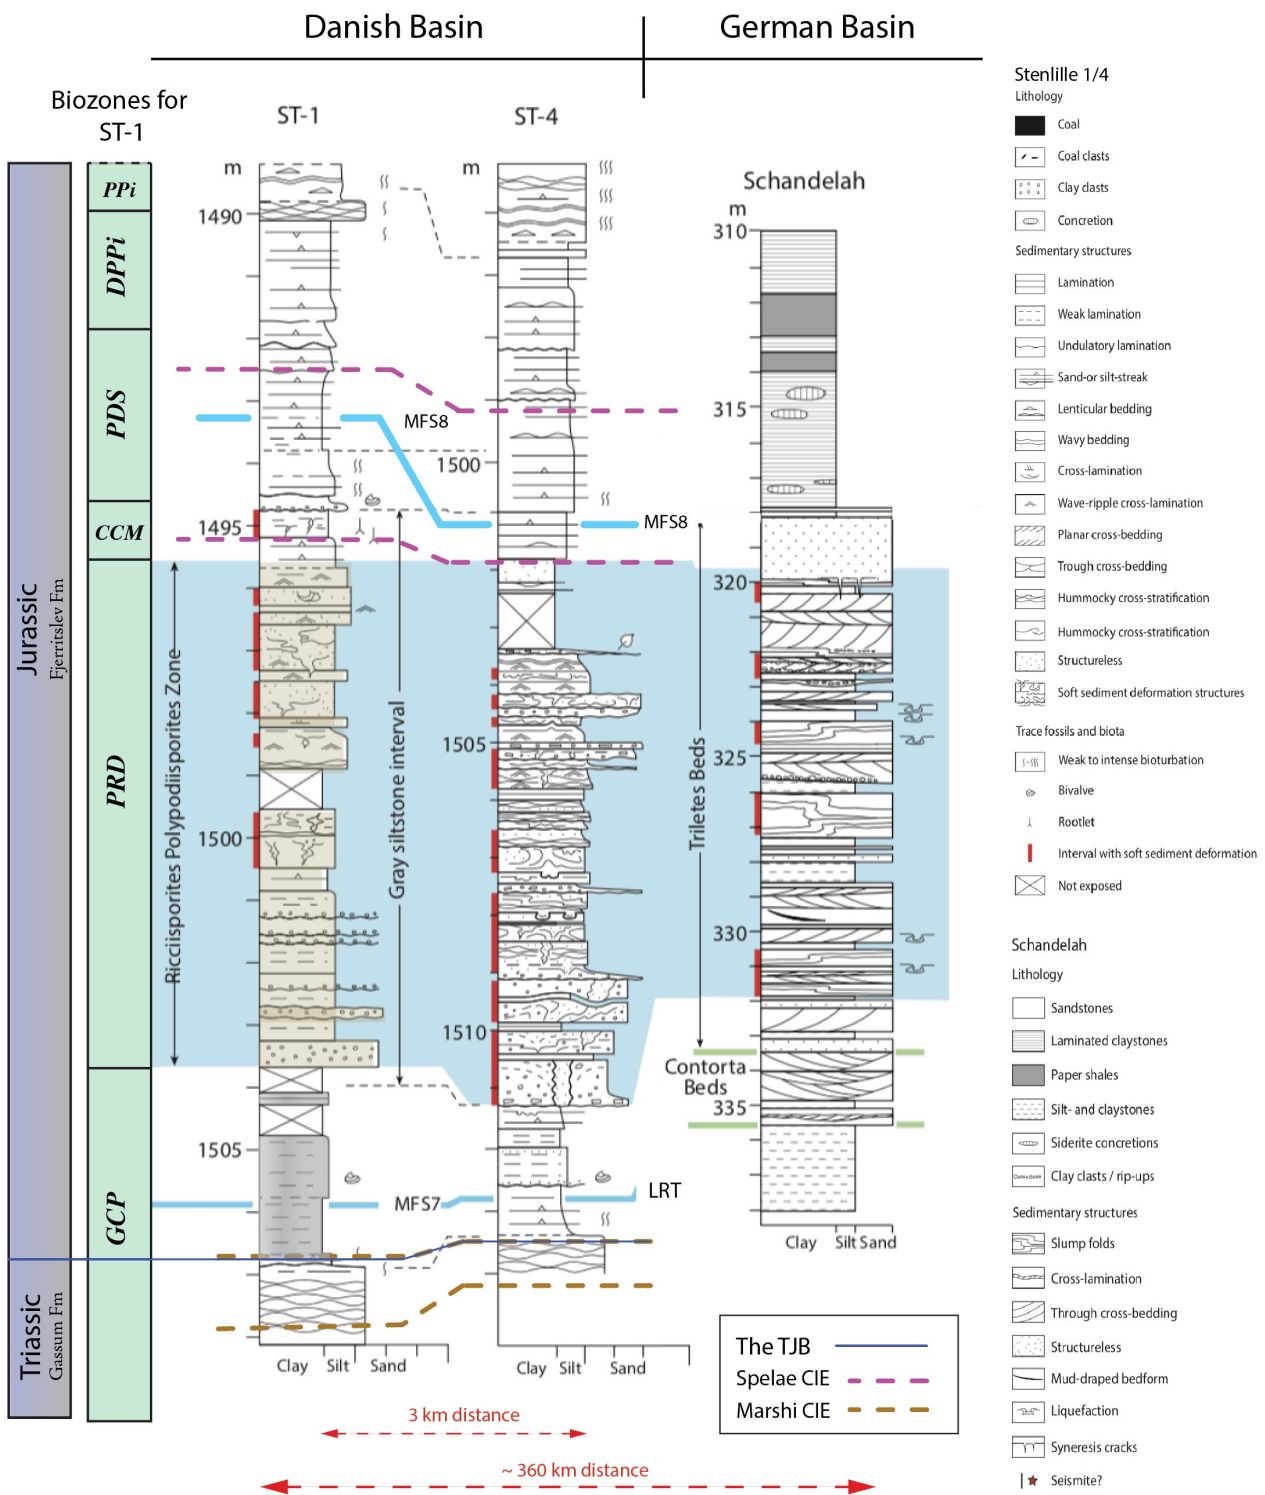 Danish Basin
German Basin
Biozones for
ST-1
ST-1
ST-4
Schandelah
m
m
m
PPi
DPPi
PDS
CCM
PRD
GCP
Jurassic
Fjerritslev Fm
Triassic
Gassum Fm
1490
1495
1500
1505
1500
1505
1510
310
315
320
325
330
335
MFS8
MFS8
MFS7
LRT
Ricciisporites Polypodiisporites Zone
Gray siltstone interval
Triletes Beds
Contorta
Beds
Clay Silt Sand
Clay Silt Sand
Clay Silt Sand
The TJB
Spelae CIE
Marshi CIE
3 km distance
~ 360 km distance
Stenlille 1/4
Lithology
Coal
Coal clasts
Clay clasts
Concretion
Sedimentary structures
Lamination
Weak lamination
Undulatory lamination
Sand-or silt-streak
Lenticular bedding
Wavy bedding
Cross-lamination
Wave-ripple cross-lamination
Planar cross-bedding
Trough cross-bedding
Hummocky cross-stratification
Hummocky cross-stratification
Structureless
Soft sediment deformation structures
Trace fossils and biota
Weak to intense bioturbation
Bivalve
Rootlet
Interval with soft sediment deformation
Not exposed
Schandelah
Lithology
Sandstones
Laminated claystones
Paper shales
Silt- and claystones
Siderite concretions
Clay clasts / rip-ups
Sedimentary structures
Slump folds
Cross-lamination
Through cross-bedding
Structureless
Mud-draped bedform
Liquefaction
Syneresis cracks
Seismite?